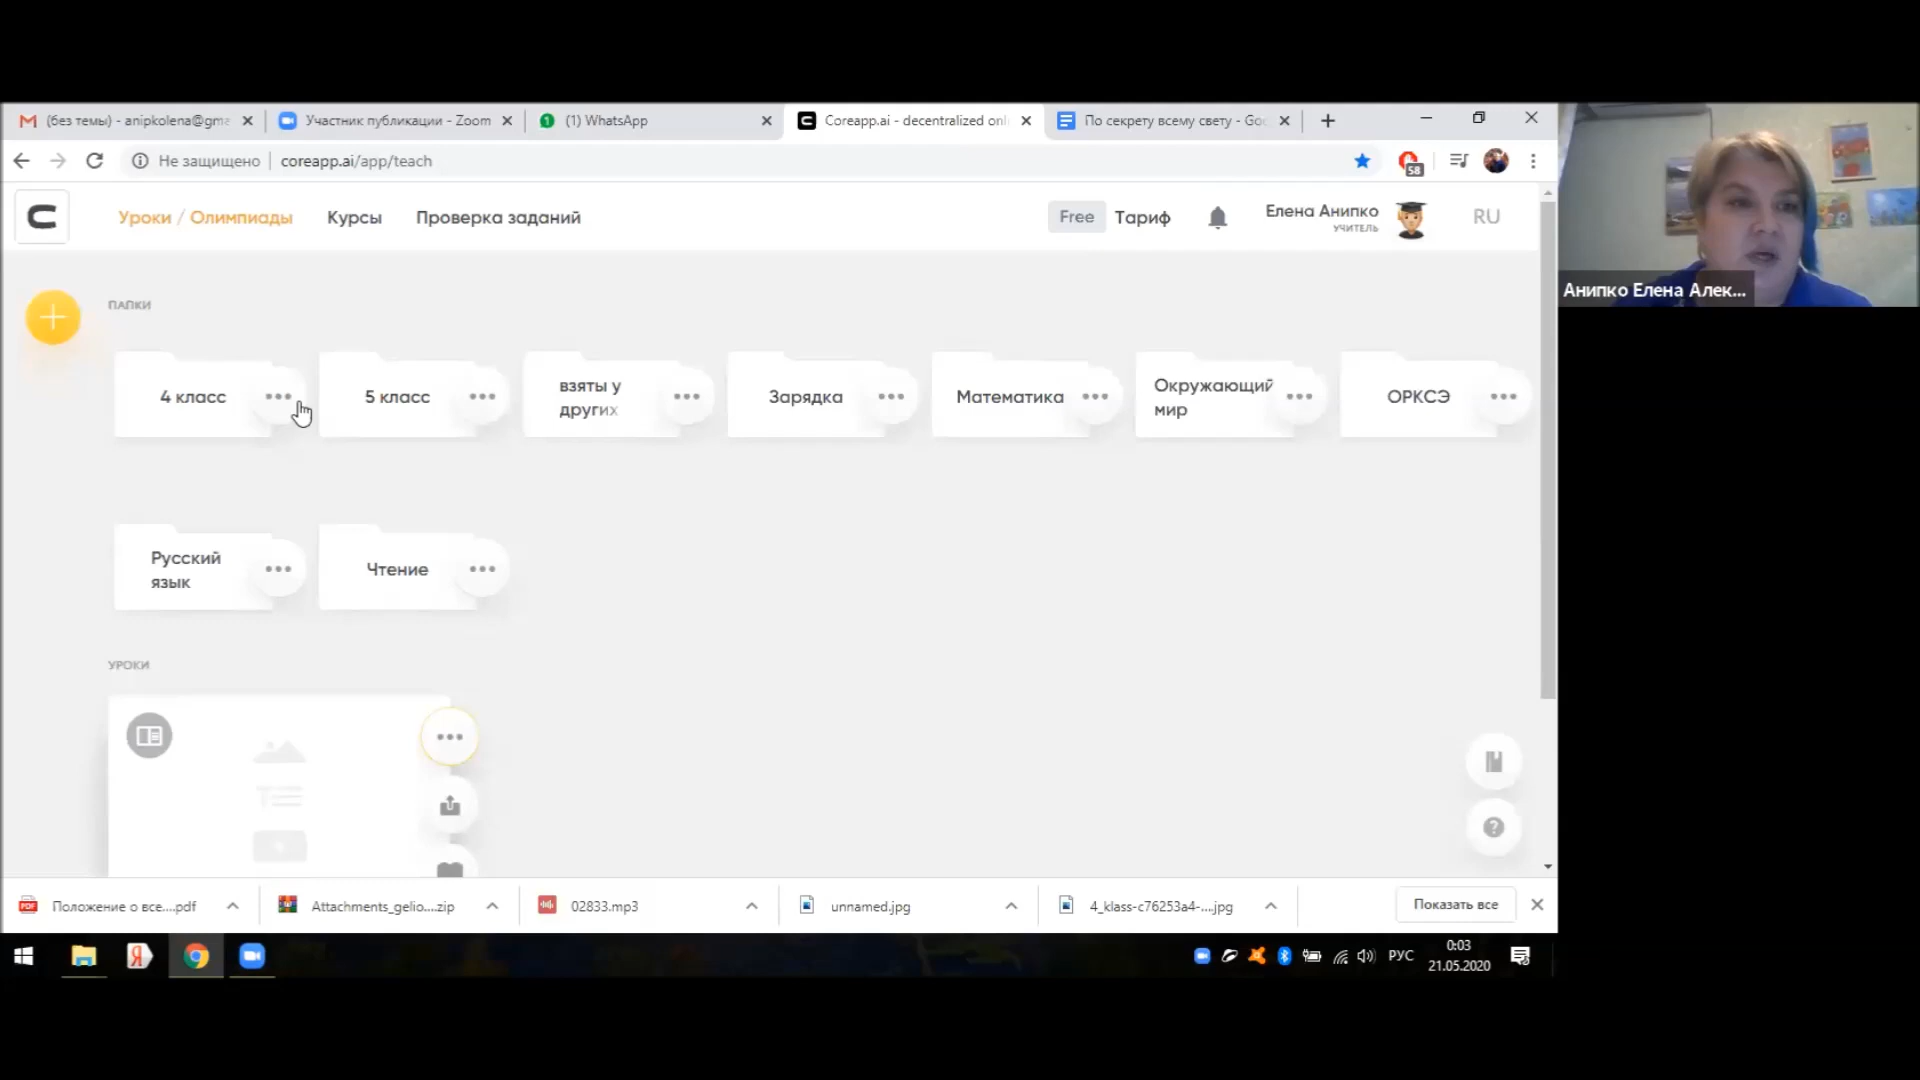 (без темы) - anipkolena@gma
Участник публикации - Zoom
(1) WhatsApp
Coreapp.ai - decentralized onl
По секрету всему свету - Goo
Не защищено
coreapp.ai/app/teach
58
Уроки / Олимпиады
Курсы
Проверка заданий
Free
Тариф
Елена Анипко
УЧИТЕЛЬ
RU
Анипко Елена Алек...
ПАПКИ
4 класс
5 класс
взяты у
других
Зарядка
Математика
Окружающий
мир
ОРКСЭ
Русский
язык
Чтение
УРОКИ
Положение о все....pdf
Attachments_gelio....zip
02833.mp3
unnamed.jpg
4_klass-c76253a4-....jpg
Показать все
РУС
0:03
21.05.2020